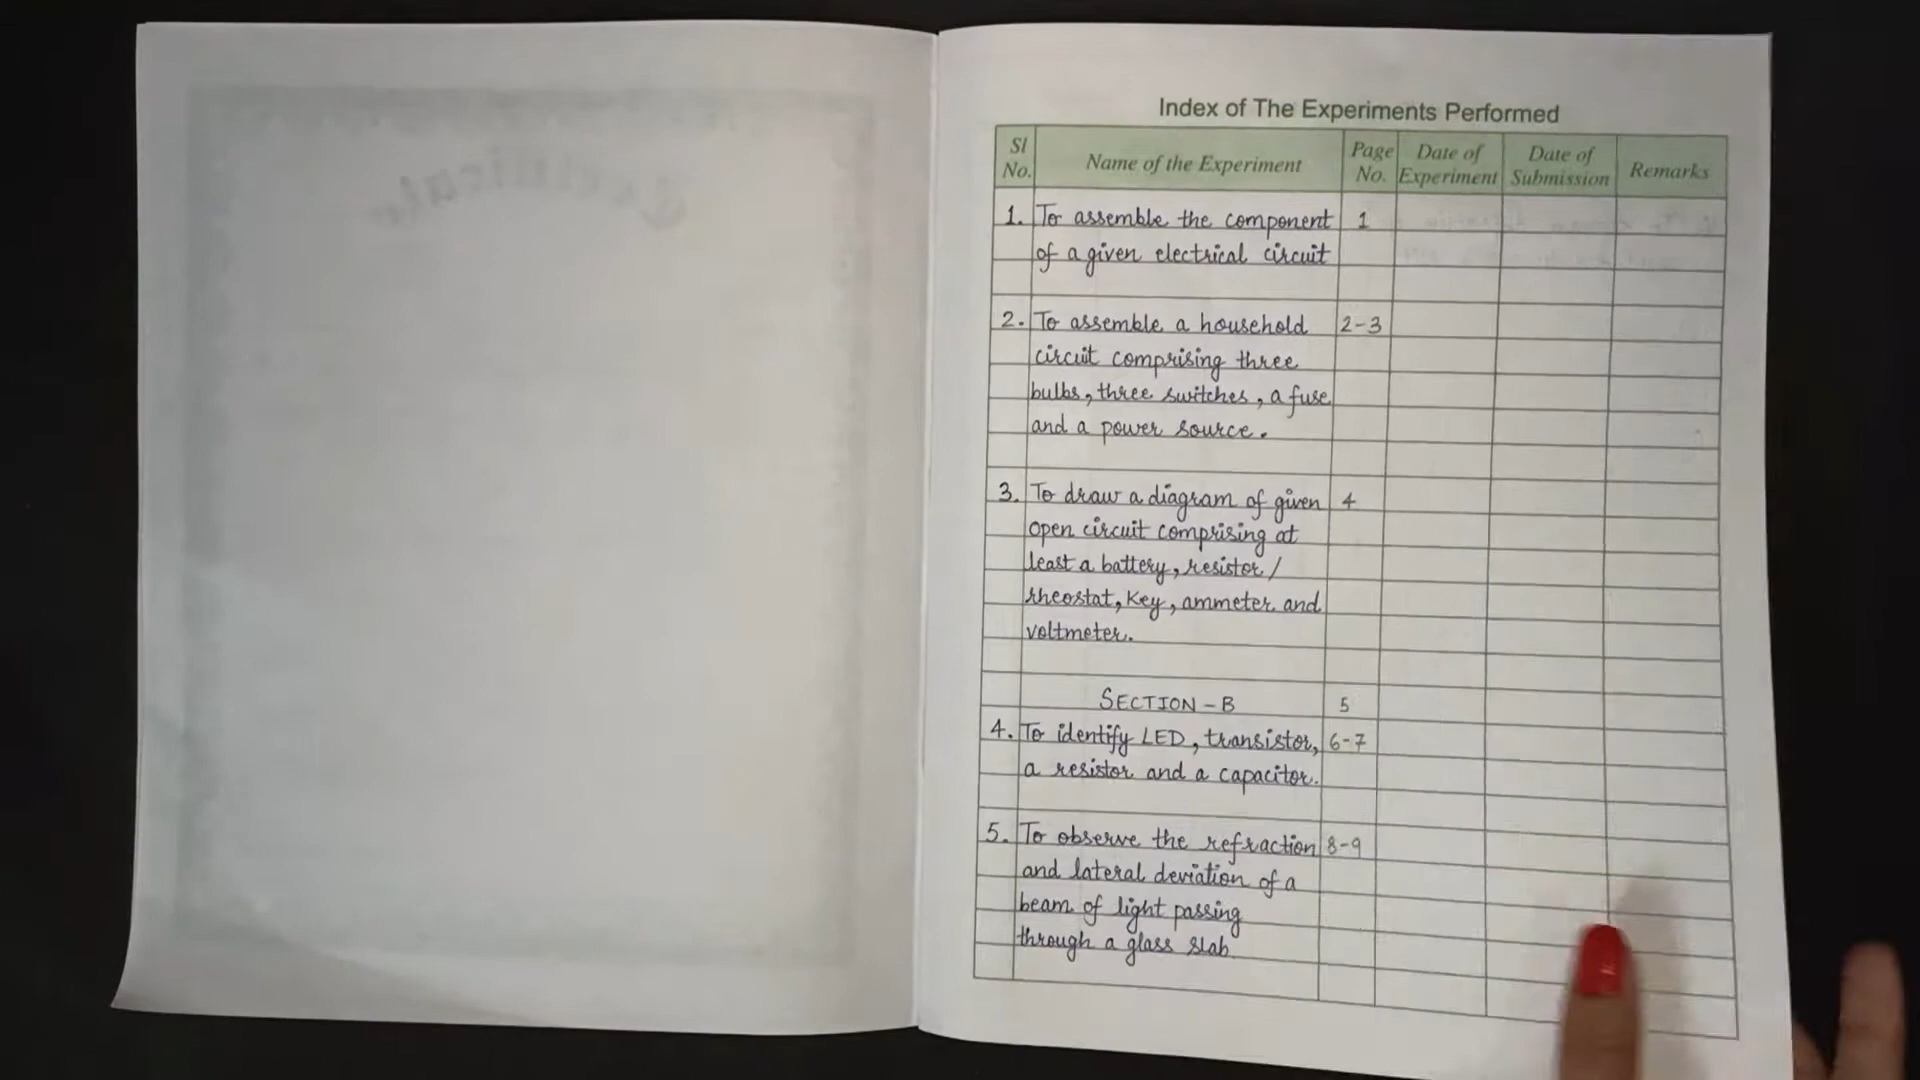 Index of The Experiments Performed
Sl No. Name of the Experiment Page No. Date of Experiment Date of Submission Remarks
1. To assemble the component 1
of a given electrical circuit
2. To assemble a household 2-3
circuit comprising three
bulbs, three switches, a fuse
and a power source.
3. To draw a diagram of given 4
open circuit comprising at
least a battery, resistor/
rheostat, key, ammeter and
voltmeter.
SECTION-B 5
4. To identify LED, transistor, 6-7
a resistor and a capacitor.
5. To observe the refraction 8-9
and lateral deviation of a
beam of light passing
through a glass slab